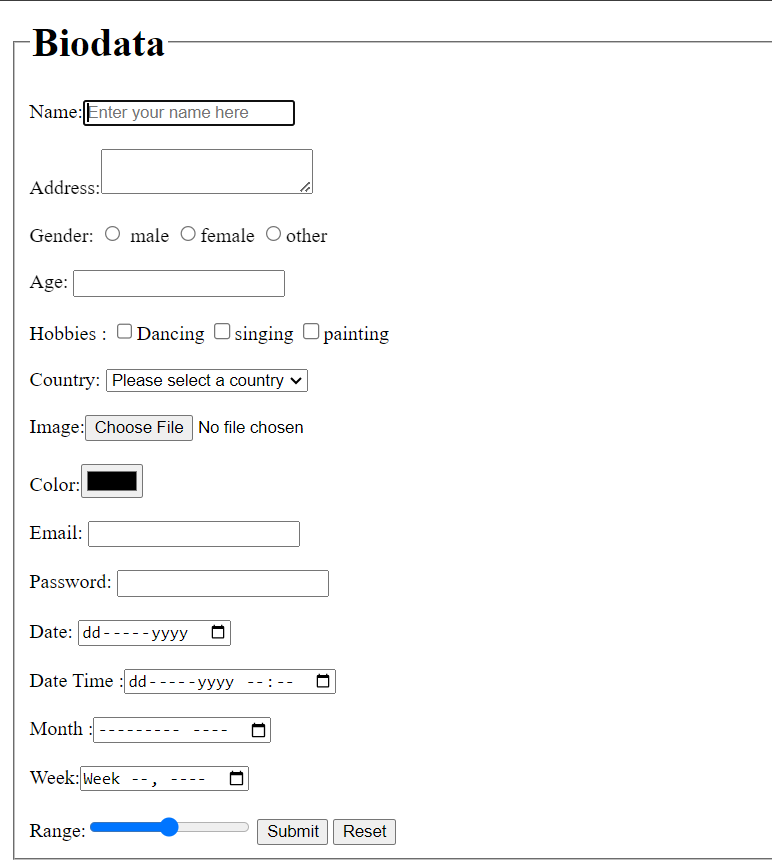 Biodata
Name: Enter your name here
Address:
Gender: male female other
Age:
Hobbies : Dancing singing painting
Country: Please select a country
Image: Choose File No file chosen
Color:
Email:
Password:
Date: dd-----yyyy
Date Time : dd-----yyyy --:--
Month : --------- ----
Week: Week --, ----
Range: Submit Reset